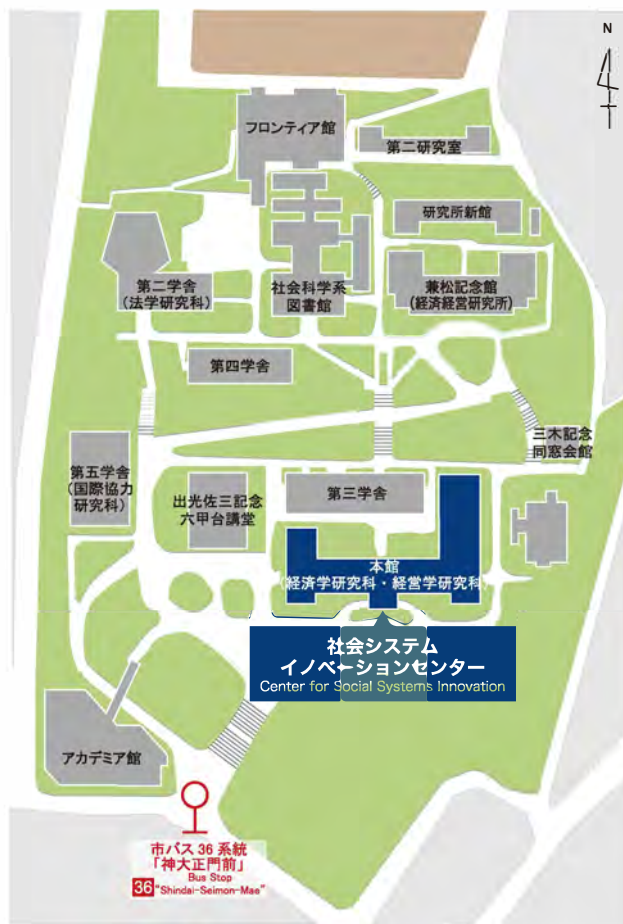 N
フロンティア館
第二研究室
研究所新館
第二学舎
(法学研究科)
社会科学系
図書館
兼松記念館
(経済経営研究所)
第四学舎
三木記念
同窓会館
第五学舎
(国際協力
研究科)
出光佐三記念
六甲台講堂
第三学舎
本館
(経済学研究科・経営学研究科)
社会システム
イノベーションセンター
Center for Social Systems Innovation
アカデミア館
市バス 36 系統
「神大正門前」
Bus Stop
36 "Shindai-Seimon-Mae"